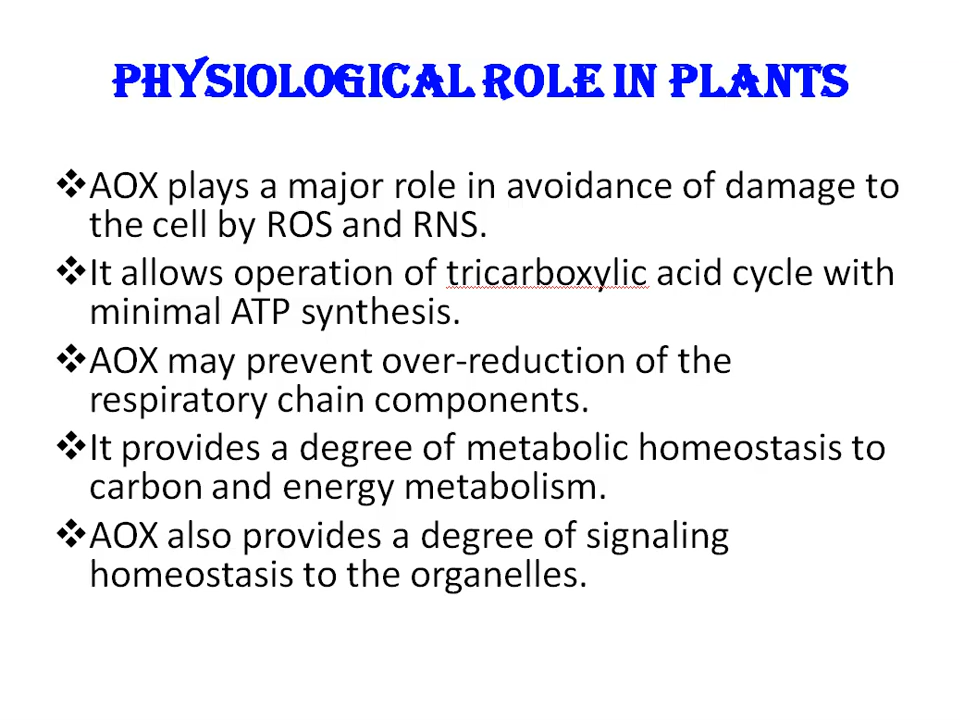 PHYSIOLOGICAL ROLE IN PLANTS
❖AOX plays a major role in avoidance of damage to
the cell by ROS and RNS.
❖It allows operation of tricarboxylic acid cycle with
minimal ATP synthesis.
❖AOX may prevent over-reduction of the
respiratory chain components.
❖It provides a degree of metabolic homeostasis to
carbon and energy metabolism.
❖AOX also provides a degree of signaling
homeostasis to the organelles.